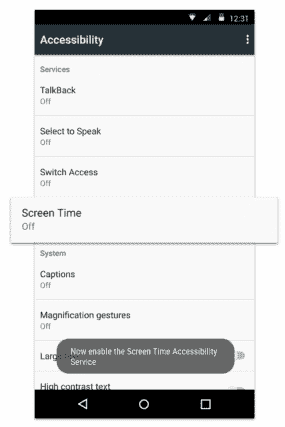 12:31
Accessibility
Services
TalkBack
Off
Select to Speak
Off
Switch Access
Off
Screen Time
Off
System
Captions
Off
Magnification gestures
Off
Large
Now enable the Screen Time Accessibility
Service
High contrast text